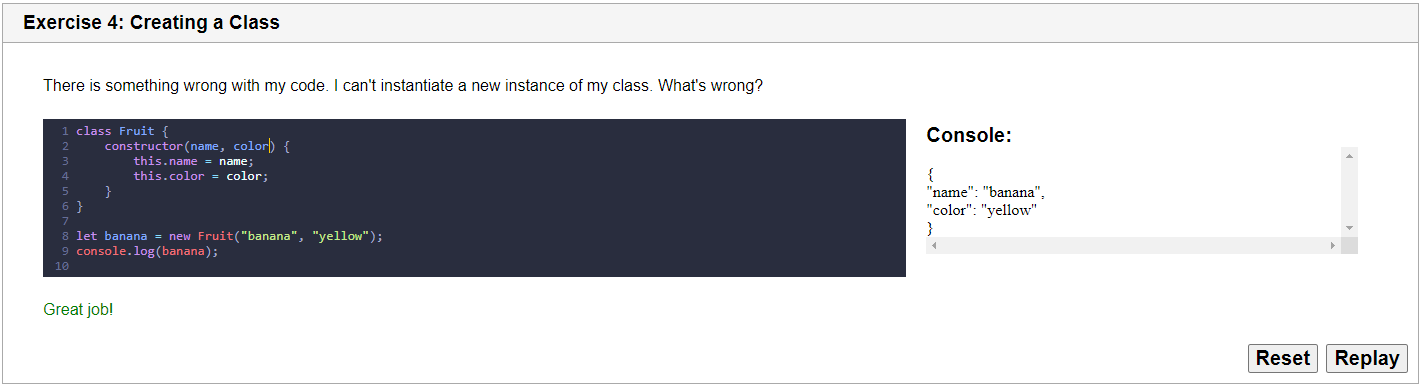 Exercise 4: Creating a Class
There is something wrong with my code. I can't instantiate a new instance of my class. What's wrong?
1 class Fruit {
2     constructor(name, color) {
3         this.name = name;
4         this.color = color;
5     }
6 }
7
8 let banana = new Fruit("banana", "yellow");
9 console.log(banana);
10
Console:
{
"name": "banana",
"color": "yellow"
}
Great job!
Reset Replay